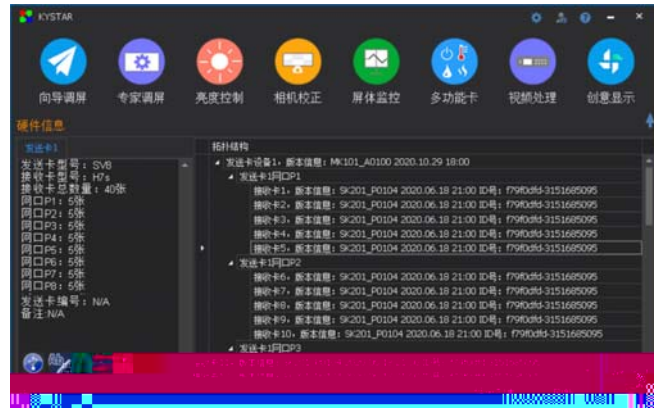 KYSTAR
向导调屏 专家调屏 亮度控制 相机校正 屏体监控 多功能卡 视频处理 创意显示
硬件信息
发送卡1
发送卡型号：SV8
接收卡型号：H7s
接收卡总数量：40张
网口P1：5张
网口P2：5张
网口P3：5张
网口P4：5张
网口P5：5张
网口P6：5张
网口P7：5张
网口P8：5张
发送卡编号：N/A
备注:N/A
拓扑结构
发送卡设备1，版本信息：MK101_A0100 2020.10.29 18:00
发送卡1网口P1
接收卡1，版本信息：SK201_P0104 2020.06.18 21:00 ID号：f79f0dfd-3151685095
接收卡2，版本信息：SK201_P0104 2020.06.18 21:00 ID号：f79f0dfd-3151685095
接收卡3，版本信息：SK201_P0104 2020.06.18 21:00 ID号：f79f0dfd-3151685095
接收卡4，版本信息：SK201_P0104 2020.06.18 21:00 ID号：f79f0dfd-3151685095
接收卡5，版本信息：SK201_P0104 2020.06.18 21:00 ID号：f79f0dfd-3151685095
发送卡1网口P2
接收卡6，版本信息：SK201_P0104 2020.06.18 21:00 ID号：f79f0dfd-3151685095
接收卡7，版本信息：SK201_P0104 2020.06.18 21:00 ID号：f79f0dfd-3151685095
接收卡8，版本信息：SK201_P0104 2020.06.18 21:00 ID号：f79f0dfd-3151685095
接收卡9，版本信息：SK201_P0104 2020.06.18 21:00 ID号：f79f0dfd-3151685095
接收卡10，版本信息：SK201_P0104 2020.06.18 21:00 ID号：f79f0dfd-3151685095
发送卡1网口P3